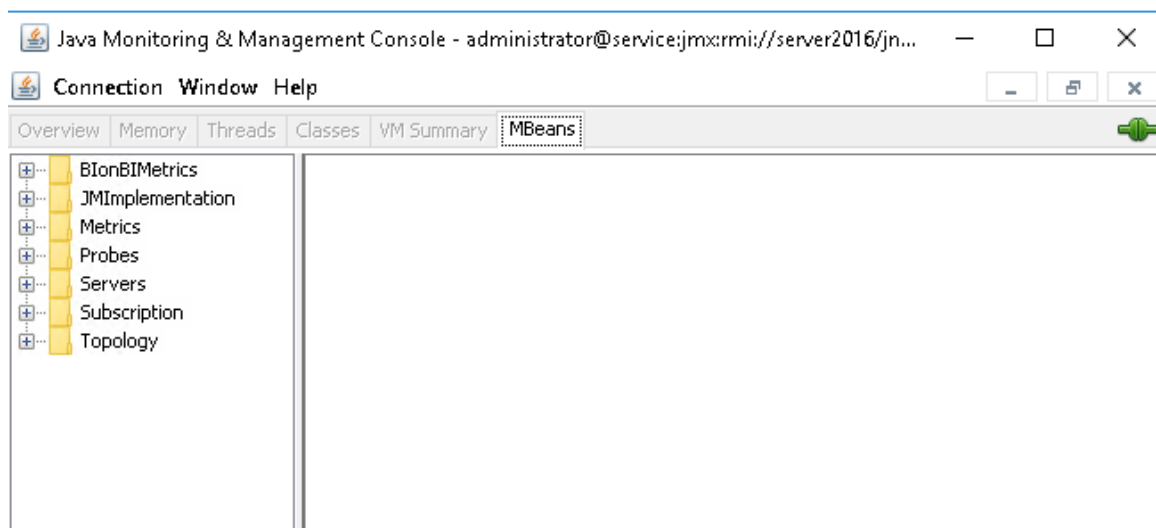 Java Monitoring & Management Console - administrator@service:jmx:rmi://server2016/jn...
Connection Window Help
Overview Memory Threads Classes VM Summary MBeans
BIonBIMetrics
JMImplementation
Metrics
Probes
Servers
Subscription
Topology